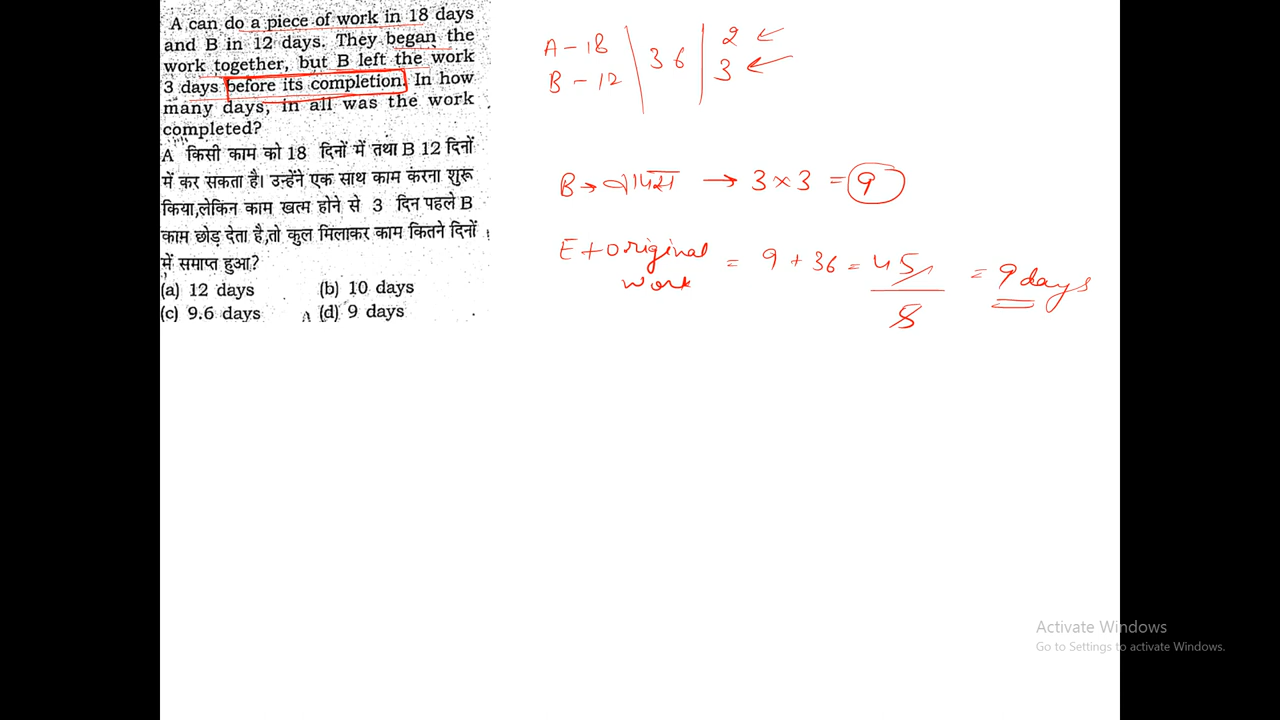 A can do a piece of work in 18 days
and B in 12 days. They began the
work together, but B left the work
3 days before its completion. In how
many days, in all was the work
completed?
A किसी काम को 18 दिनों में तथा B 12 दिनों
में कर सकता है। उन्होंने एक साथ काम करना शुरू
किया,लेकिन काम खत्म होने से 3 दिन पहले B
काम छोड़ देता है,तो कुल मिलाकर काम कितने दिनों
में समाप्त हुआ?
(a) 12 days (b) 10 days
(c) 9.6 days A (d) 9 days
A - 18 36 2
B - 12 3
B → वापस → 3 × 3 = 9
E + original work = 9 + 36 = 45/5 = 9 days
Activate Windows
Go to Settings to activate Windows.